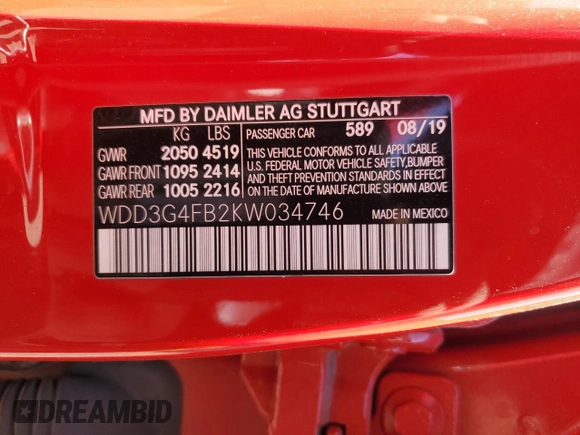 MFD BY DAIMLER AG STUTTGART
KG LBS
GVWR 2050 4519
GAWR FRONT 1095 2414
GAWR REAR 1005 2216
PASSENGER CAR 589 08/19
THIS VEHICLE CONFORMS TO ALL APPLICABLE
U.S. FEDERAL MOTOR VEHICLE SAFETY, BUMPER
AND THEFT PREVENTION STANDARDS IN EFFECT
ON THE DATE OF MANUFACTURE SHOWN ABOVE.
WDD3G4FB2KW034746 MADE IN MEXICO
DREAMBID